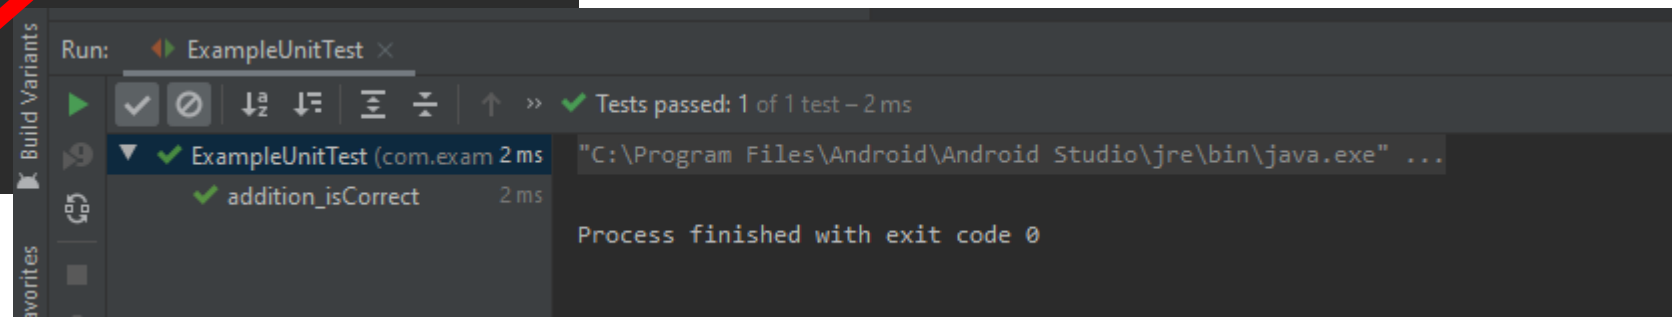 Build Variants
avorites
Run: ExampleUnitTest
Tests passed: 1 of 1 test – 2 ms
ExampleUnitTest (com.exam 2 ms
addition_isCorrect 2 ms
"C:\Program Files\Android\Android Studio\jre\bin\java.exe" ...
Process finished with exit code 0